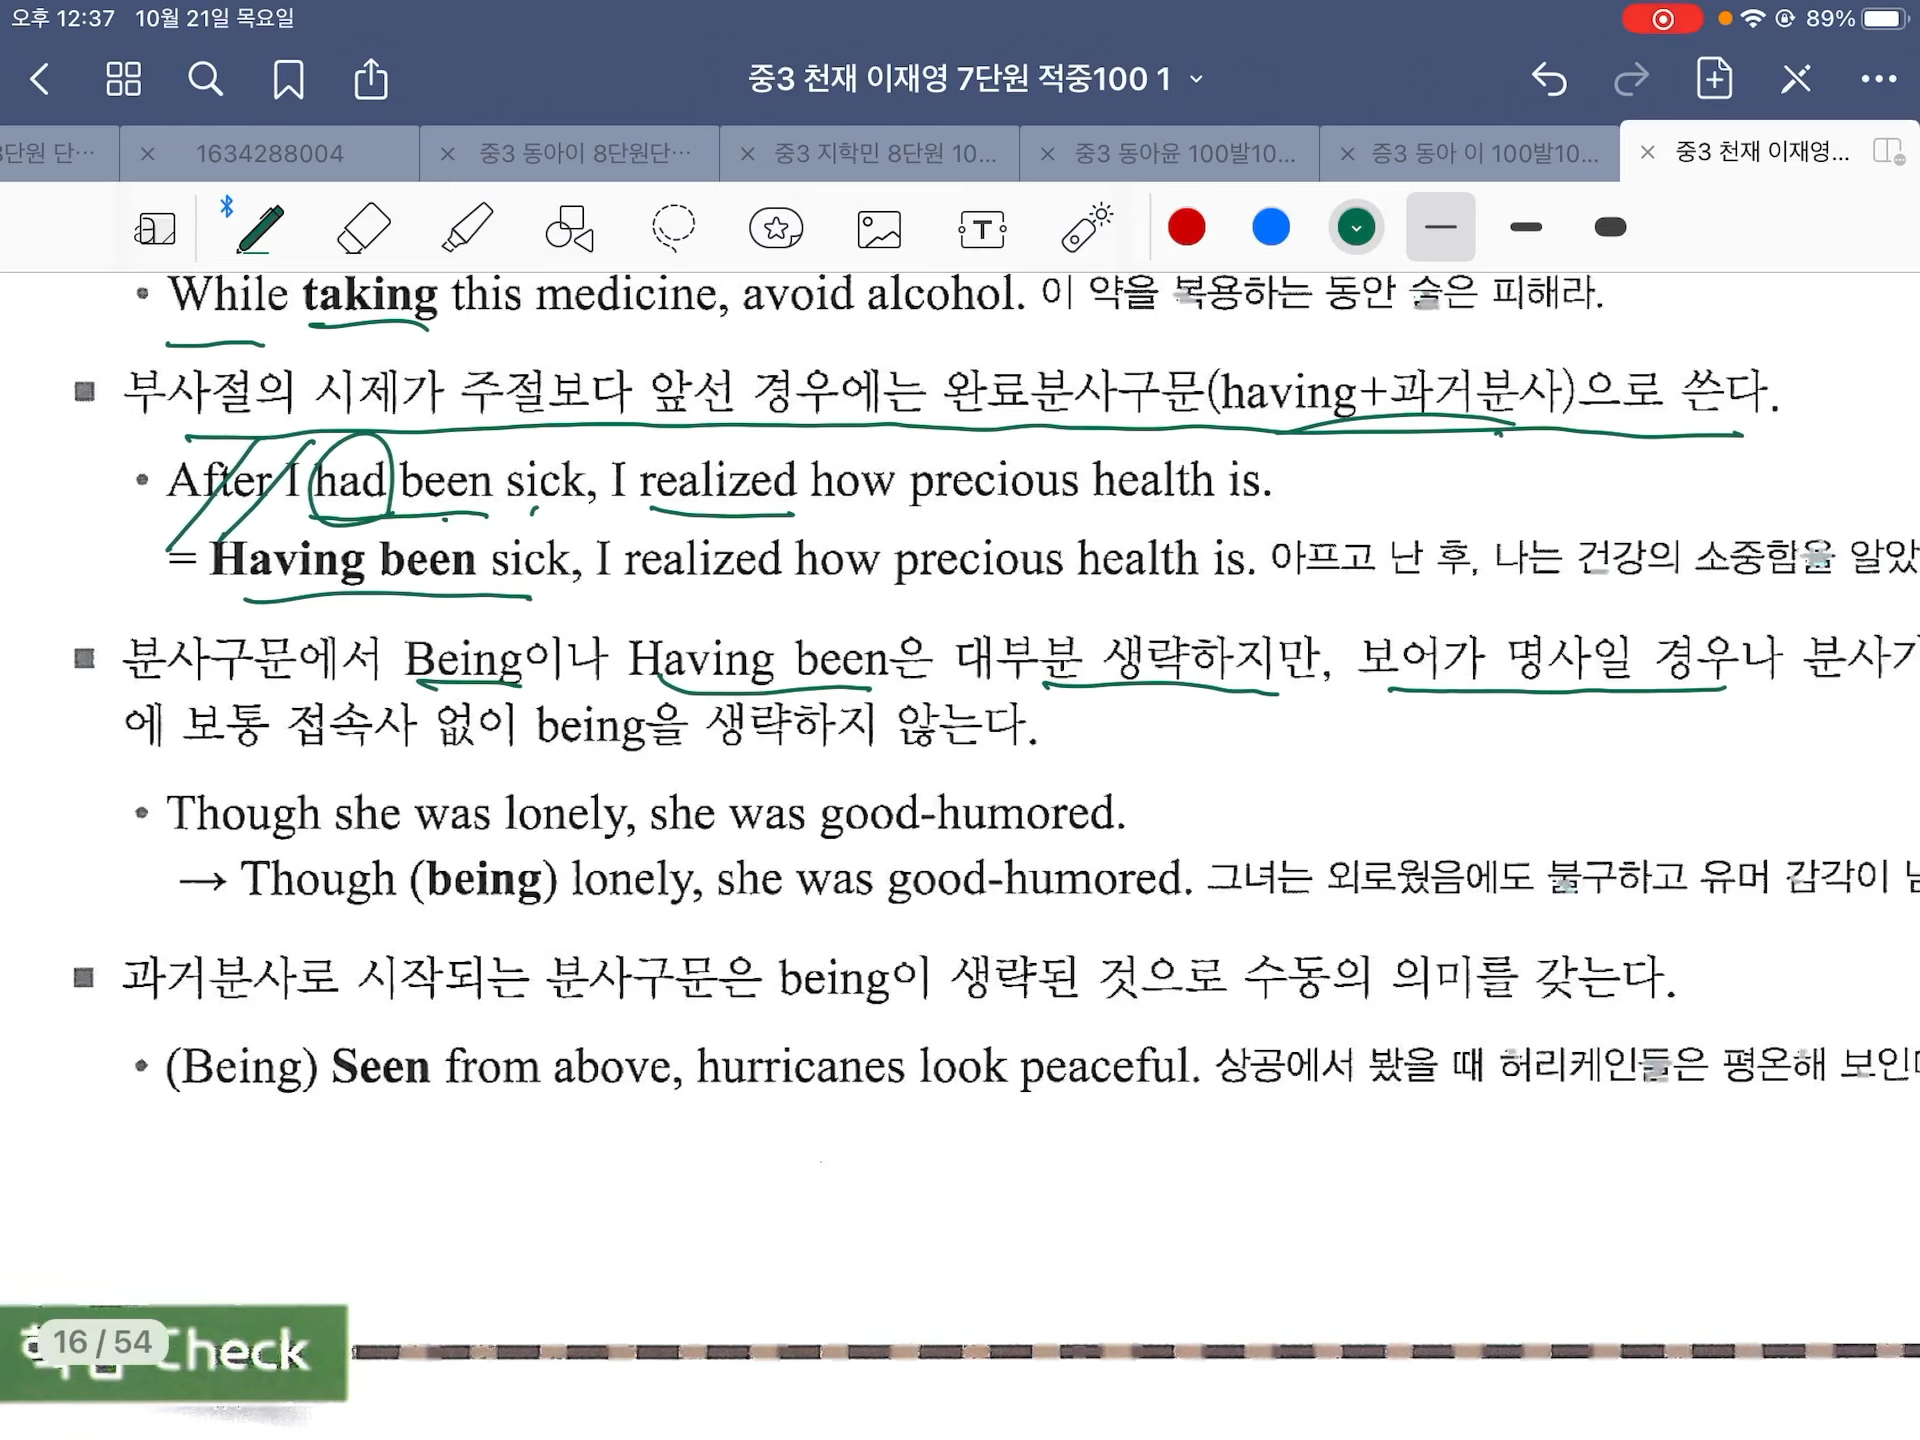 오후 12:37 10월 21일 목요일 89%
중3 천재 이재영 7단원 적중100 1
3단원 단… 1634288004 중3 동아이 8단원단… 중3 지학민 8단원 10... 중3 동아윤 100발10... 증3 동아 이 100발10... 중3 천재 이재영...
• While taking this medicine, avoid alcohol. 이 약을 복용하는 동안 술은 피해라.
■ 부사절의 시제가 주절보다 앞선 경우에는 완료분사구문(having+과거분사)으로 쓴다.
• After I had been sick, I realized how precious health is.
= Having been sick, I realized how precious health is. 아프고 난 후, 나는 건강의 소중함을 알았
■ 분사구문에서 Being이나 Having been은 대부분 생략하지만, 보어가 명사일 경우나 분사
에 보통 접속사 없이 being을 생략하지 않는다.
• Though she was lonely, she was good-humored.
→ Though (being) lonely, she was good-humored. 그녀는 외로웠음에도 불구하고 유머 감각이
■ 과거분사로 시작되는 분사구문은 being이 생략된 것으로 수동의 의미를 갖는다.
• (Being) Seen from above, hurricanes look peaceful. 상공에서 봤을 때 허리케인들은 평온해 보인
16 / 54 Check